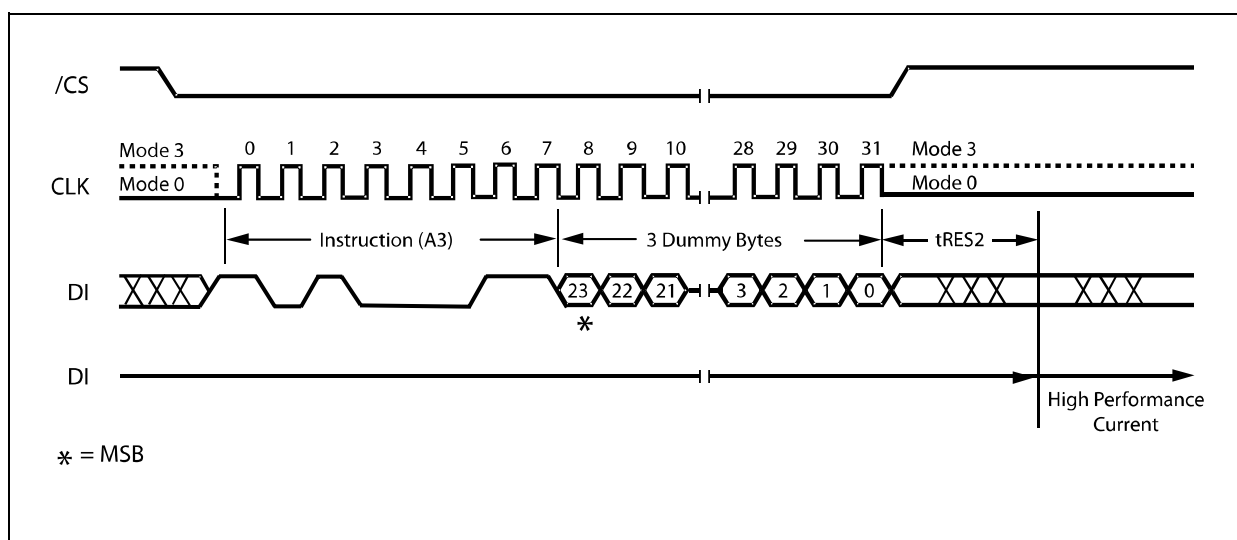 /CS
Mode 3 0 1 2 3 4 5 6 7 8 9 10 28 29 30 31 Mode 3
CLK Mode 0 Mode 0
Instruction (A3) 3 Dummy Bytes tRES2
DI 23 22 21 3 2 1 0
*
DI
High Performance
Current
* = MSB